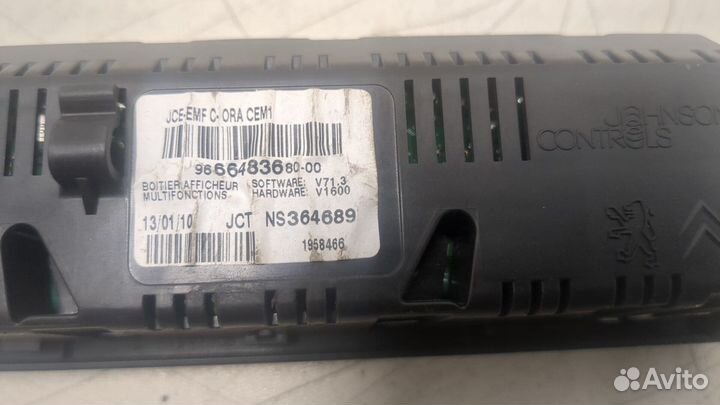 JCE-EMF C- ORA CEM1
9666483680-00
BOITIER AFFICHEUR SOFTWARE: V71.3
MULTIFONCTIONS HARDWARE: V1600
13/01/10 JCT NS364689
1958466
JOHNSON
CONTROLS
Avito